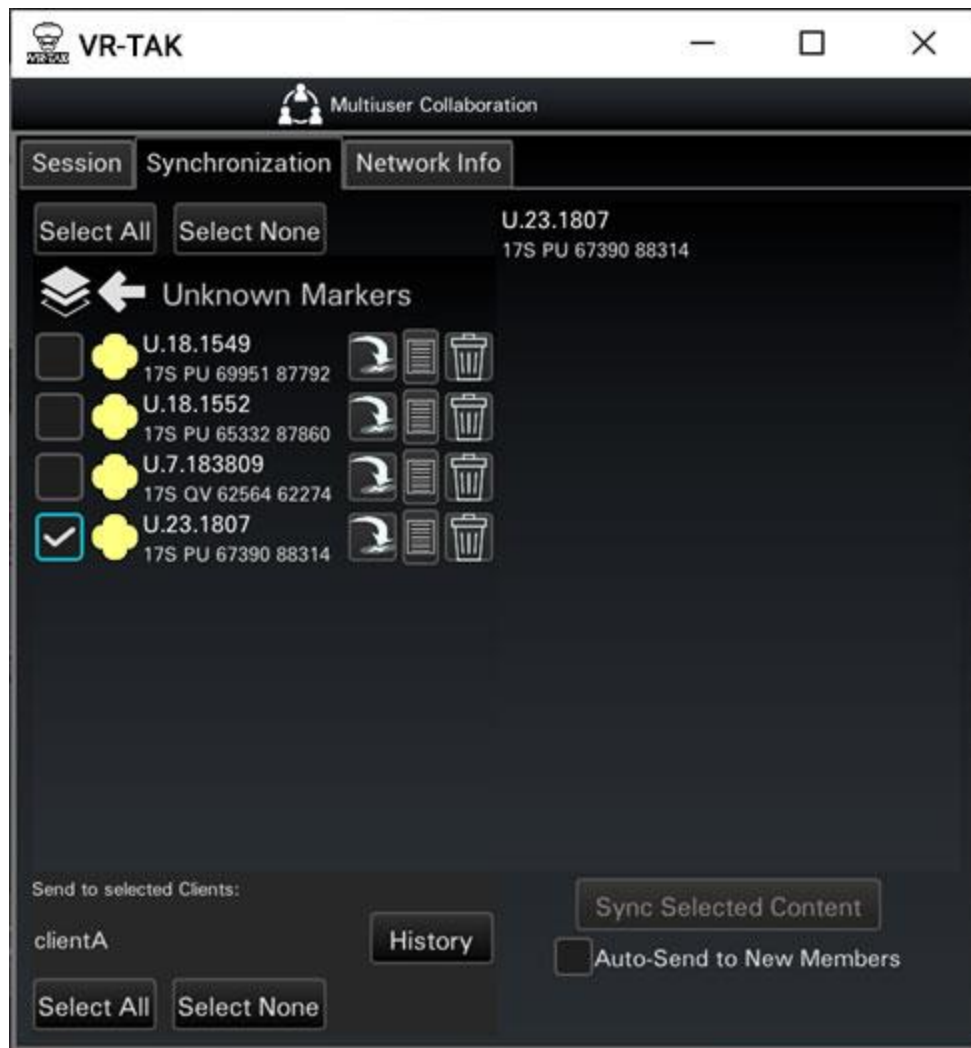 VR-TAK
Multiuser Collaboration
Session Synchronization Network Info
Select All Select None
Unknown Markers
U.18.1549
17S PU 69951 87792
U.18.1552
17S PU 65332 87860
U.7.183809
17S QV 62564 62274
U.23.1807
17S PU 67390 88314
U.23.1807
17S PU 67390 88314
Send to selected Clients:
clientA
History
Select All Select None
Sync Selected Content
Auto-Send to New Members